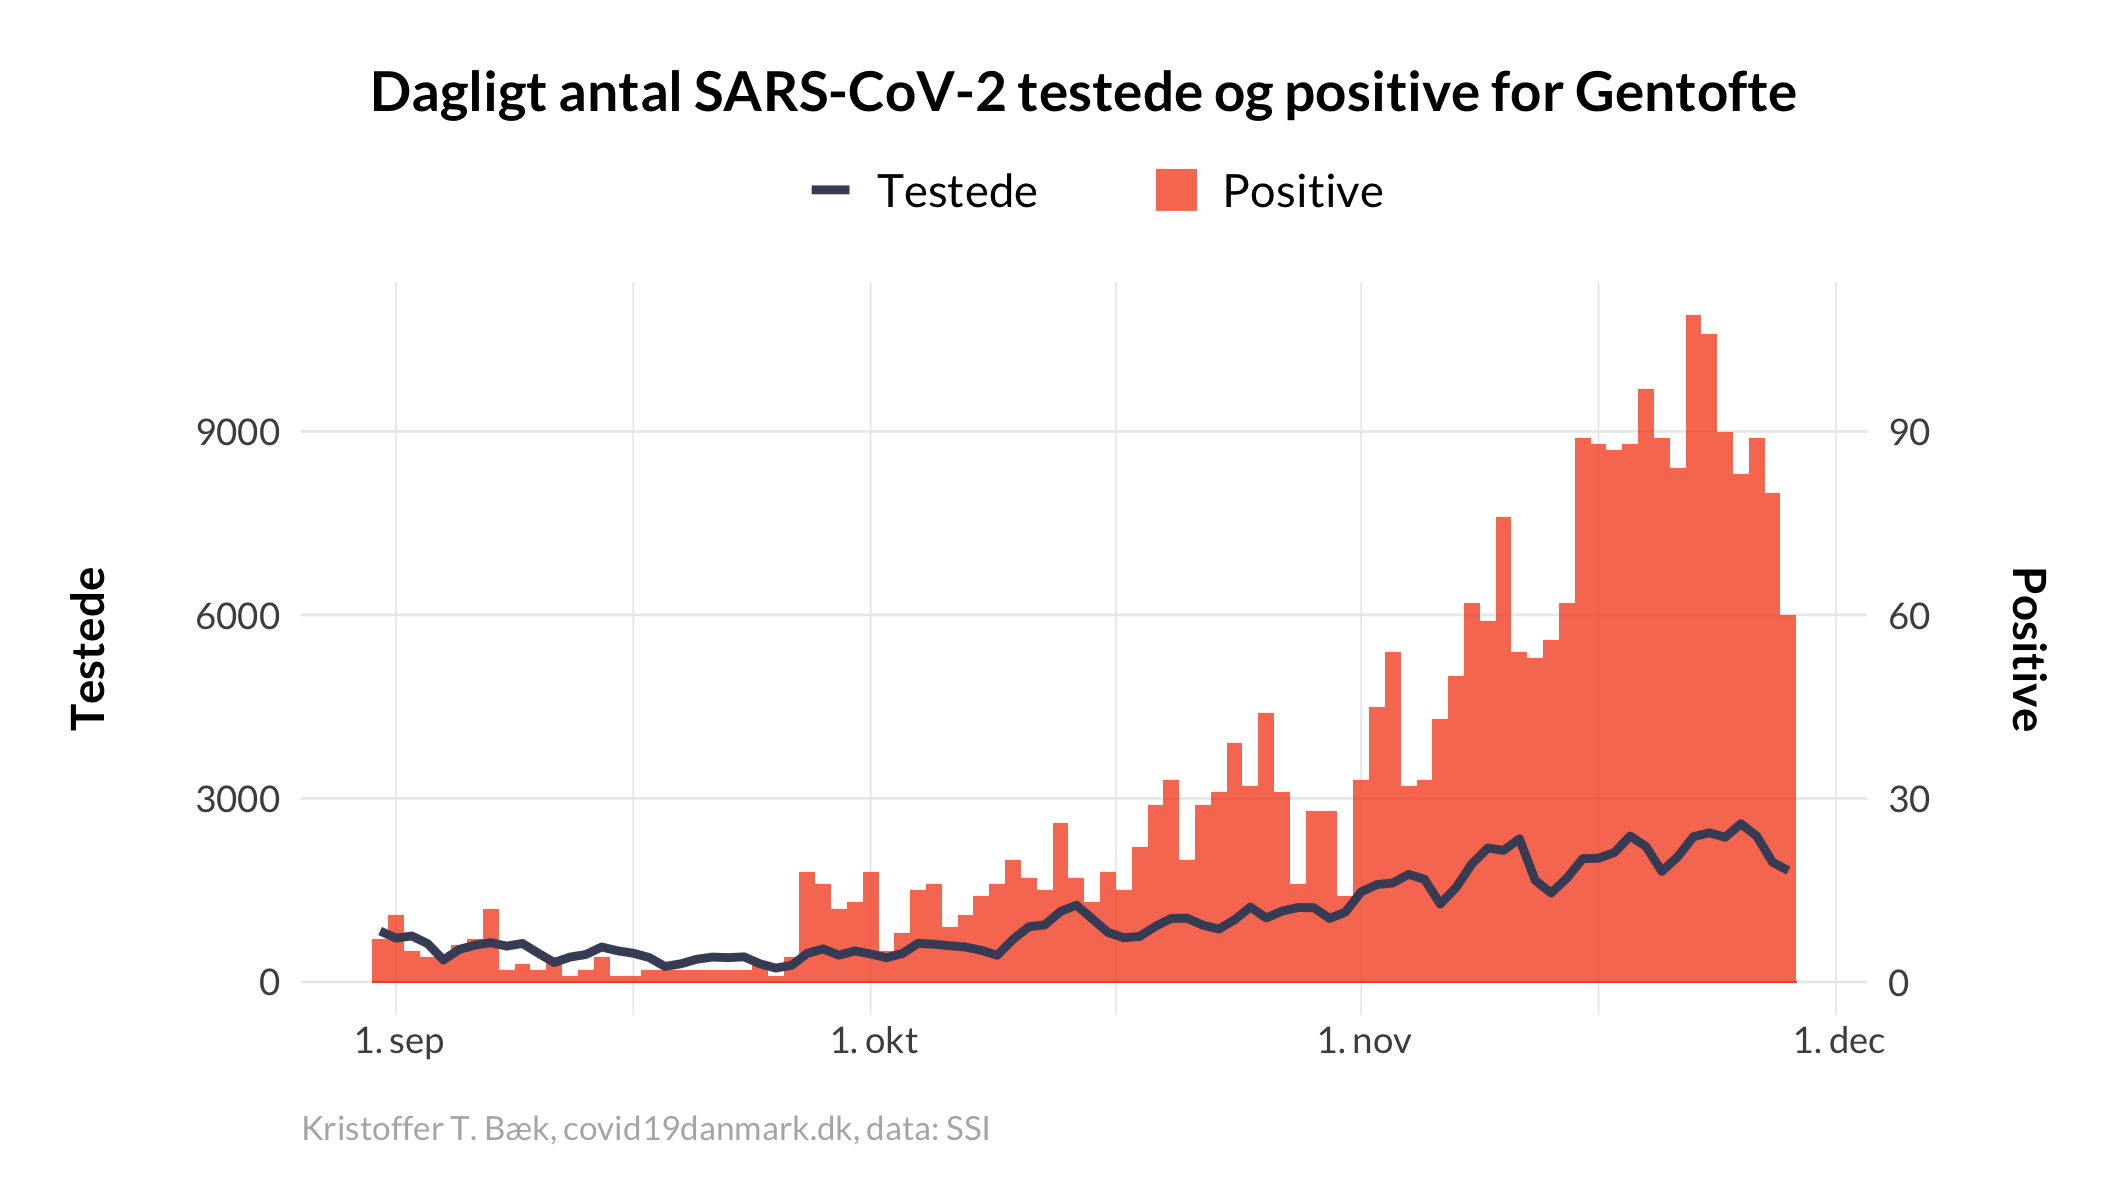 Dagligt antal SARS-CoV-2 testede og positive for Gentofte
Testede
Positive
9000
6000
3000
0
Testede
90
60
30
0
Positive
1. sep
1. okt
1. nov
1. dec
Kristoffer T. Bæk, covid19danmark.dk, data: SSI